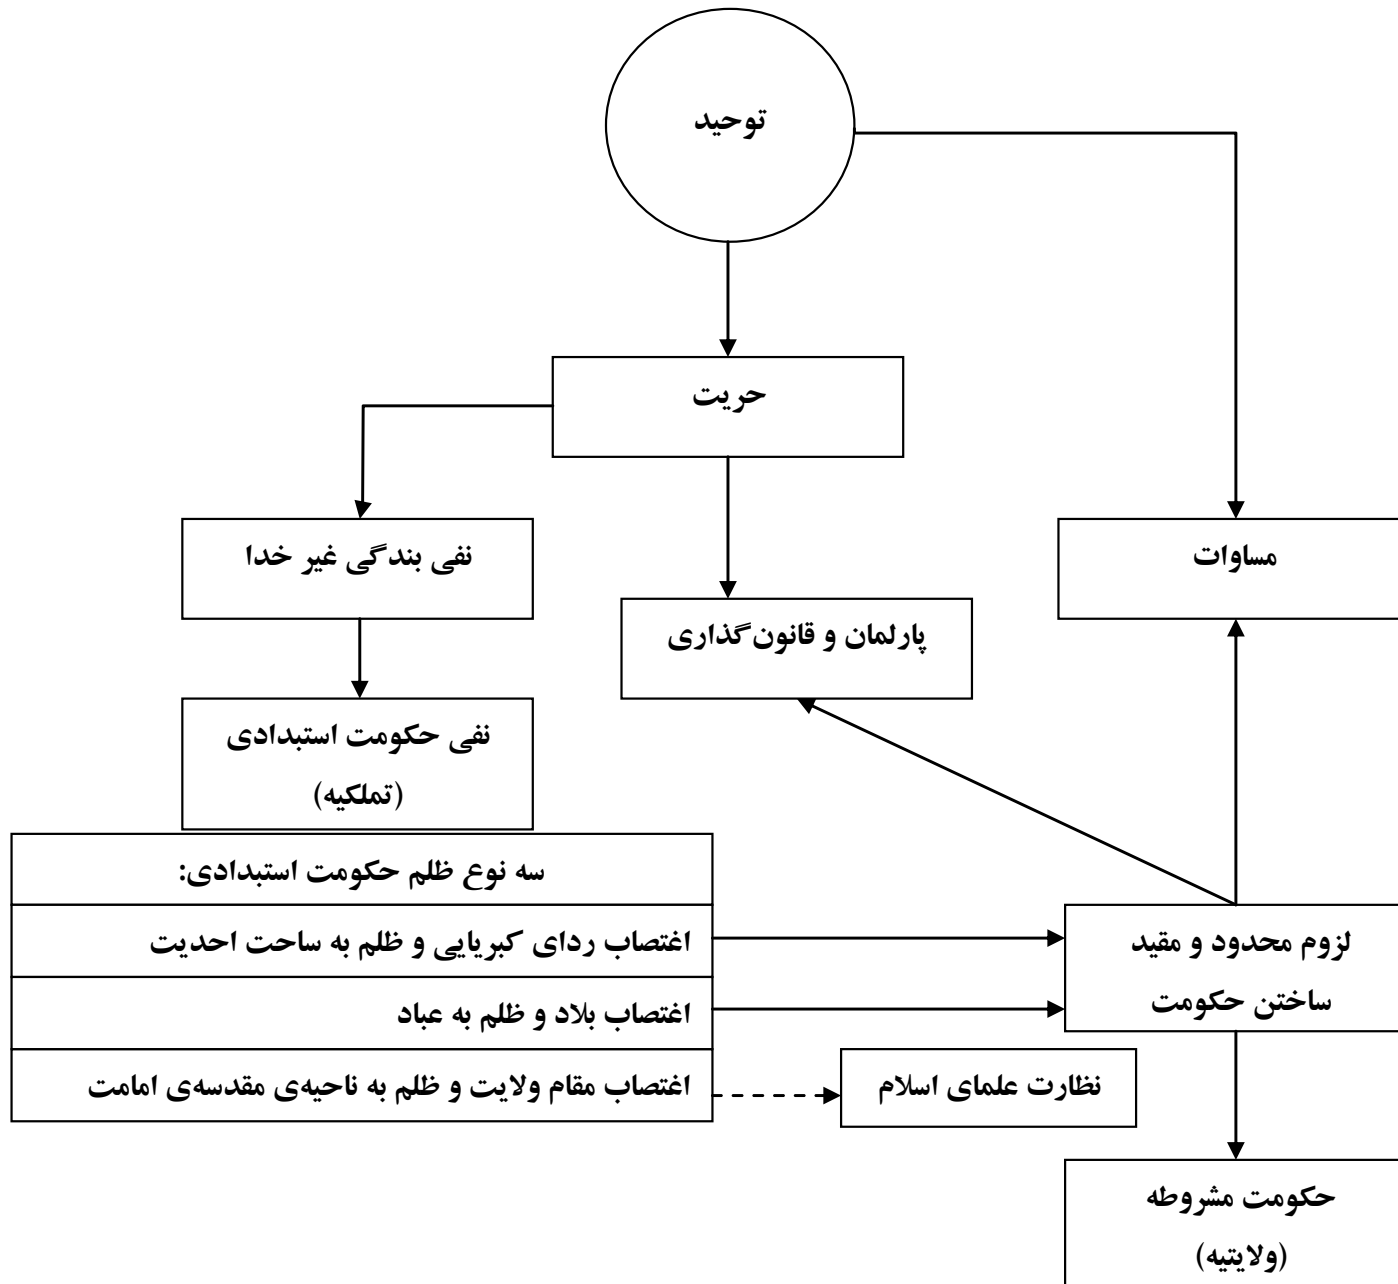 توحید
حریت
نفی بندگی غیر خدا
مساوات
پارلمان و قانون‌گذاری
نفی حکومت استبدادی
(تملکیه)
سه نوع ظلم حکومت استبدادی:
اغتصاب ردای کبریایی و ظلم به ساحت احدیت
اغتصاب بلاد و ظلم به عباد
اغتصاب مقام ولایت و ظلم به ناحیه‌ی مقدسه‌ی امامت
لزوم محدود و مقید
ساختن حکومت
نظارت علمای اسلام
حکومت مشروطه
(ولایتیه)